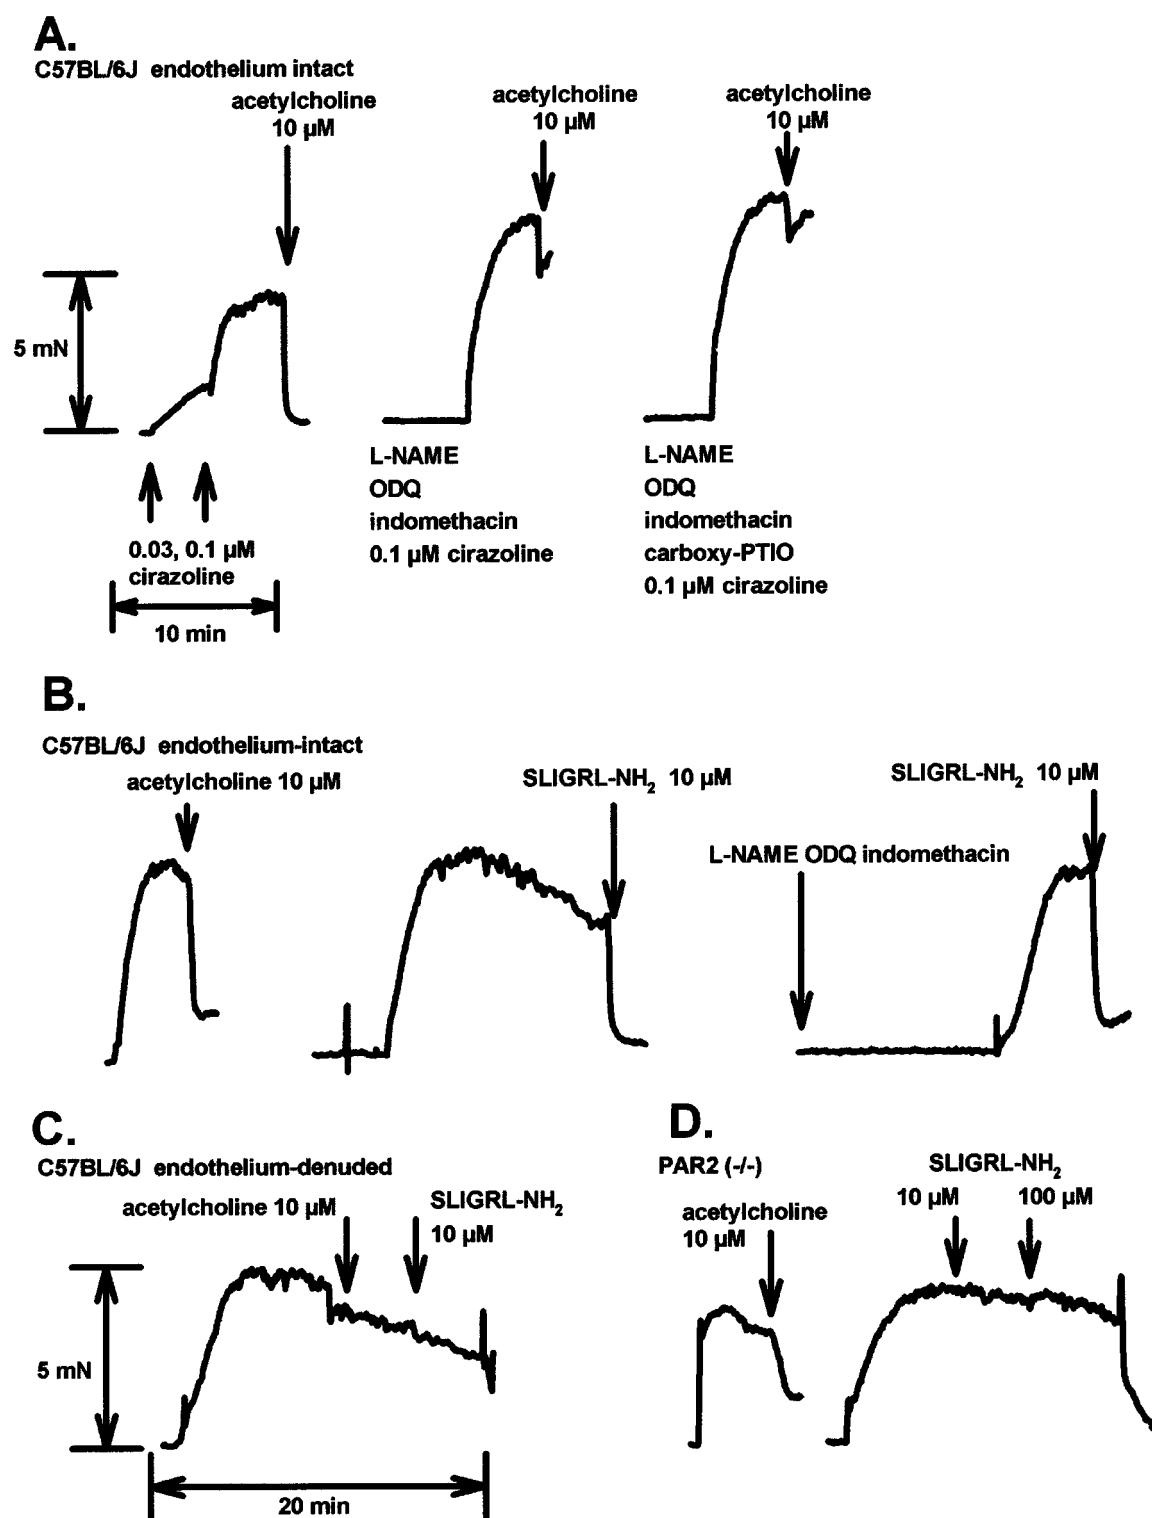 A.
C57BL/6J endothelium intact
acetylcholine
10 µM
acetylcholine
10 µM
acetylcholine
10 µM
5 mN
0.03, 0.1 µM
cirazoline
10 min
L-NAME
ODQ
indomethacin
0.1 µM cirazoline
L-NAME
ODQ
indomethacin
carboxy-PTIO
0.1 µM cirazoline
B.
C57BL/6J endothelium-intact
acetylcholine 10 µM
SLIGRL-NH₂ 10 µM
SLIGRL-NH₂ 10 µM
L-NAME ODQ indomethacin
C.
C57BL/6J endothelium-denuded
acetylcholine 10 µM
SLIGRL-NH₂
10 µM
5 mN
20 min
D.
PAR2 (-/-)
acetylcholine
10 µM
SLIGRL-NH₂
10 µM 100 µM